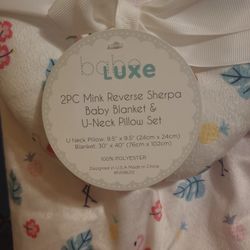 baby
LUXE
2PC Mink Reverse Sherpa
Baby Blanket &
U-Neck Pillow Set
U Neck Pillow: 9.5" x 9.5" (24cm x 24cm)
Blanket: 30" x 40" (76cm x 102cm)
100% POLYESTER
Designed in U.S.A. Made in China